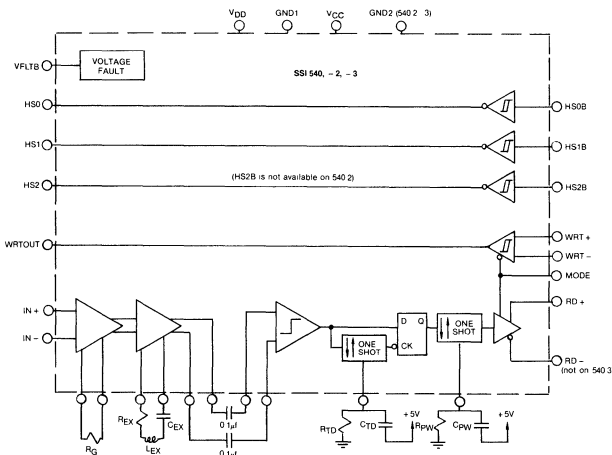 VDD GND1 VCC GND2 (540 2 3)
VFLTB
VOLTAGE
FAULT
SSI 540, – 2, – 3
HS0
HS0B
HS1
HS1B
HS2
(HS2B is not available on 540 2)
HS2B
WRTOUT
WRT +
WRT –
MODE
IN +
IN –
ONE
SHOT
D Q
CK
ONE
SHOT
RD +
RD –
(not on 540 3
REX
CEX
LEX
RG
0 1µf
0 1µf
RTD
CTD
+ 5V
RPW
CPW
+ 5V